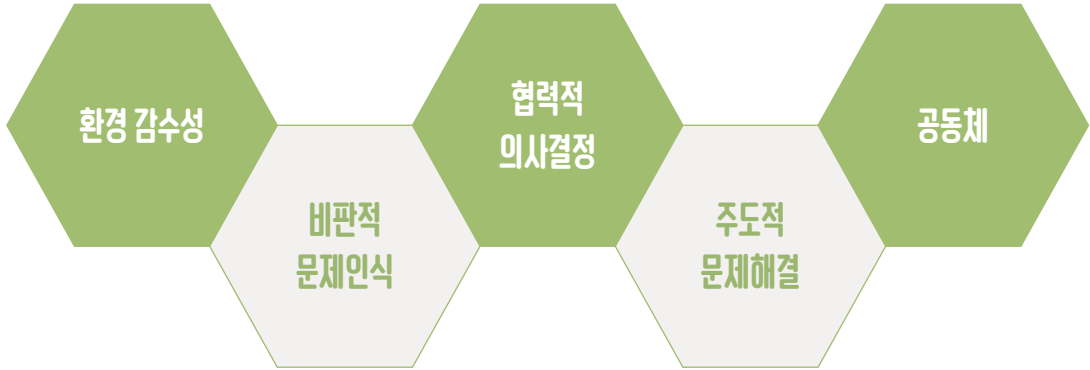 환경 감수성
비판적
문제인식
협력적
의사결정
주도적
문제해결
공동체